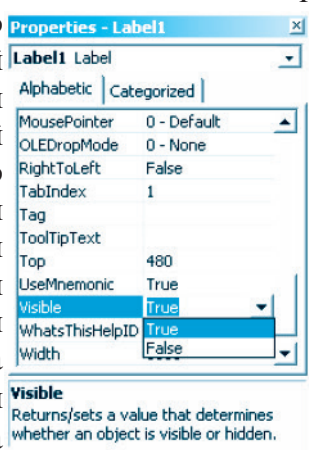 Properties - Label1
Label1 Label
Alphabetic Categorized
MousePointer 0 - Default
OLEDropMode 0 - None
RightToLeft False
TabIndex 1
Tag
ToolTipText
Top 480
UseMnemonic True
Visible True
WhatsThisHelpID True
False
Width
Visible
Returns/sets a value that determines
whether an object is visible or hidden.